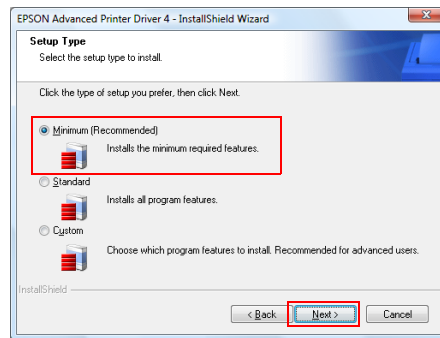 EPSON Advanced Printer Driver 4 - InstallShield Wizard
Setup Type
Select the setup type to install.
Click the type of setup you prefer, then click Next.
Minimum (Recommended)
Installs the minimum required features.
Standard
Installs all program features.
Custom
Choose which program features to install. Recommended for advanced users.
InstallShield
< Back Next > Cancel